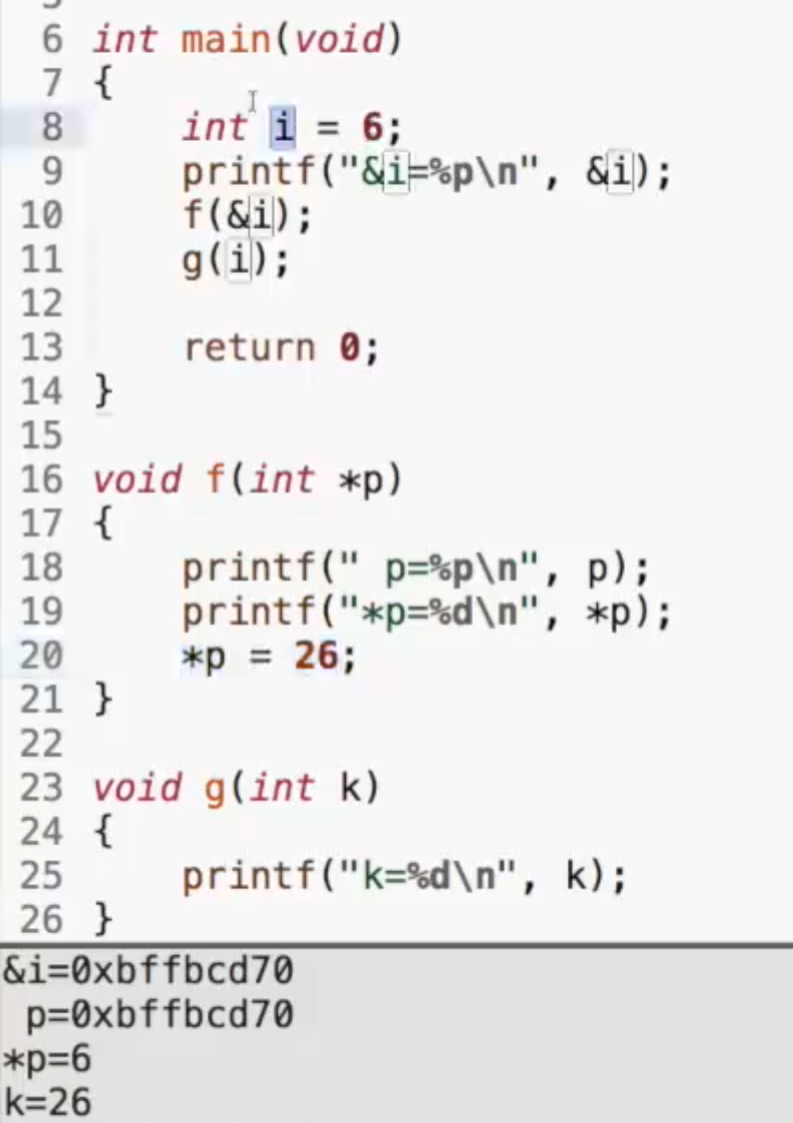 6 int main(void)
7 {
8     int i = 6;
9     printf("&i=%p\n", &i);
10     f(&i);
11     g(i);
12
13     return 0;
14 }
15
16 void f(int *p)
17 {
18     printf(" p=%p\n", p);
19     printf("*p=%d\n", *p);
20     *p = 26;
21 }
22
23 void g(int k)
24 {
25     printf("k=%d\n", k);
26 }
&i=0xbffbcd70
 p=0xbffbcd70
*p=6
k=26